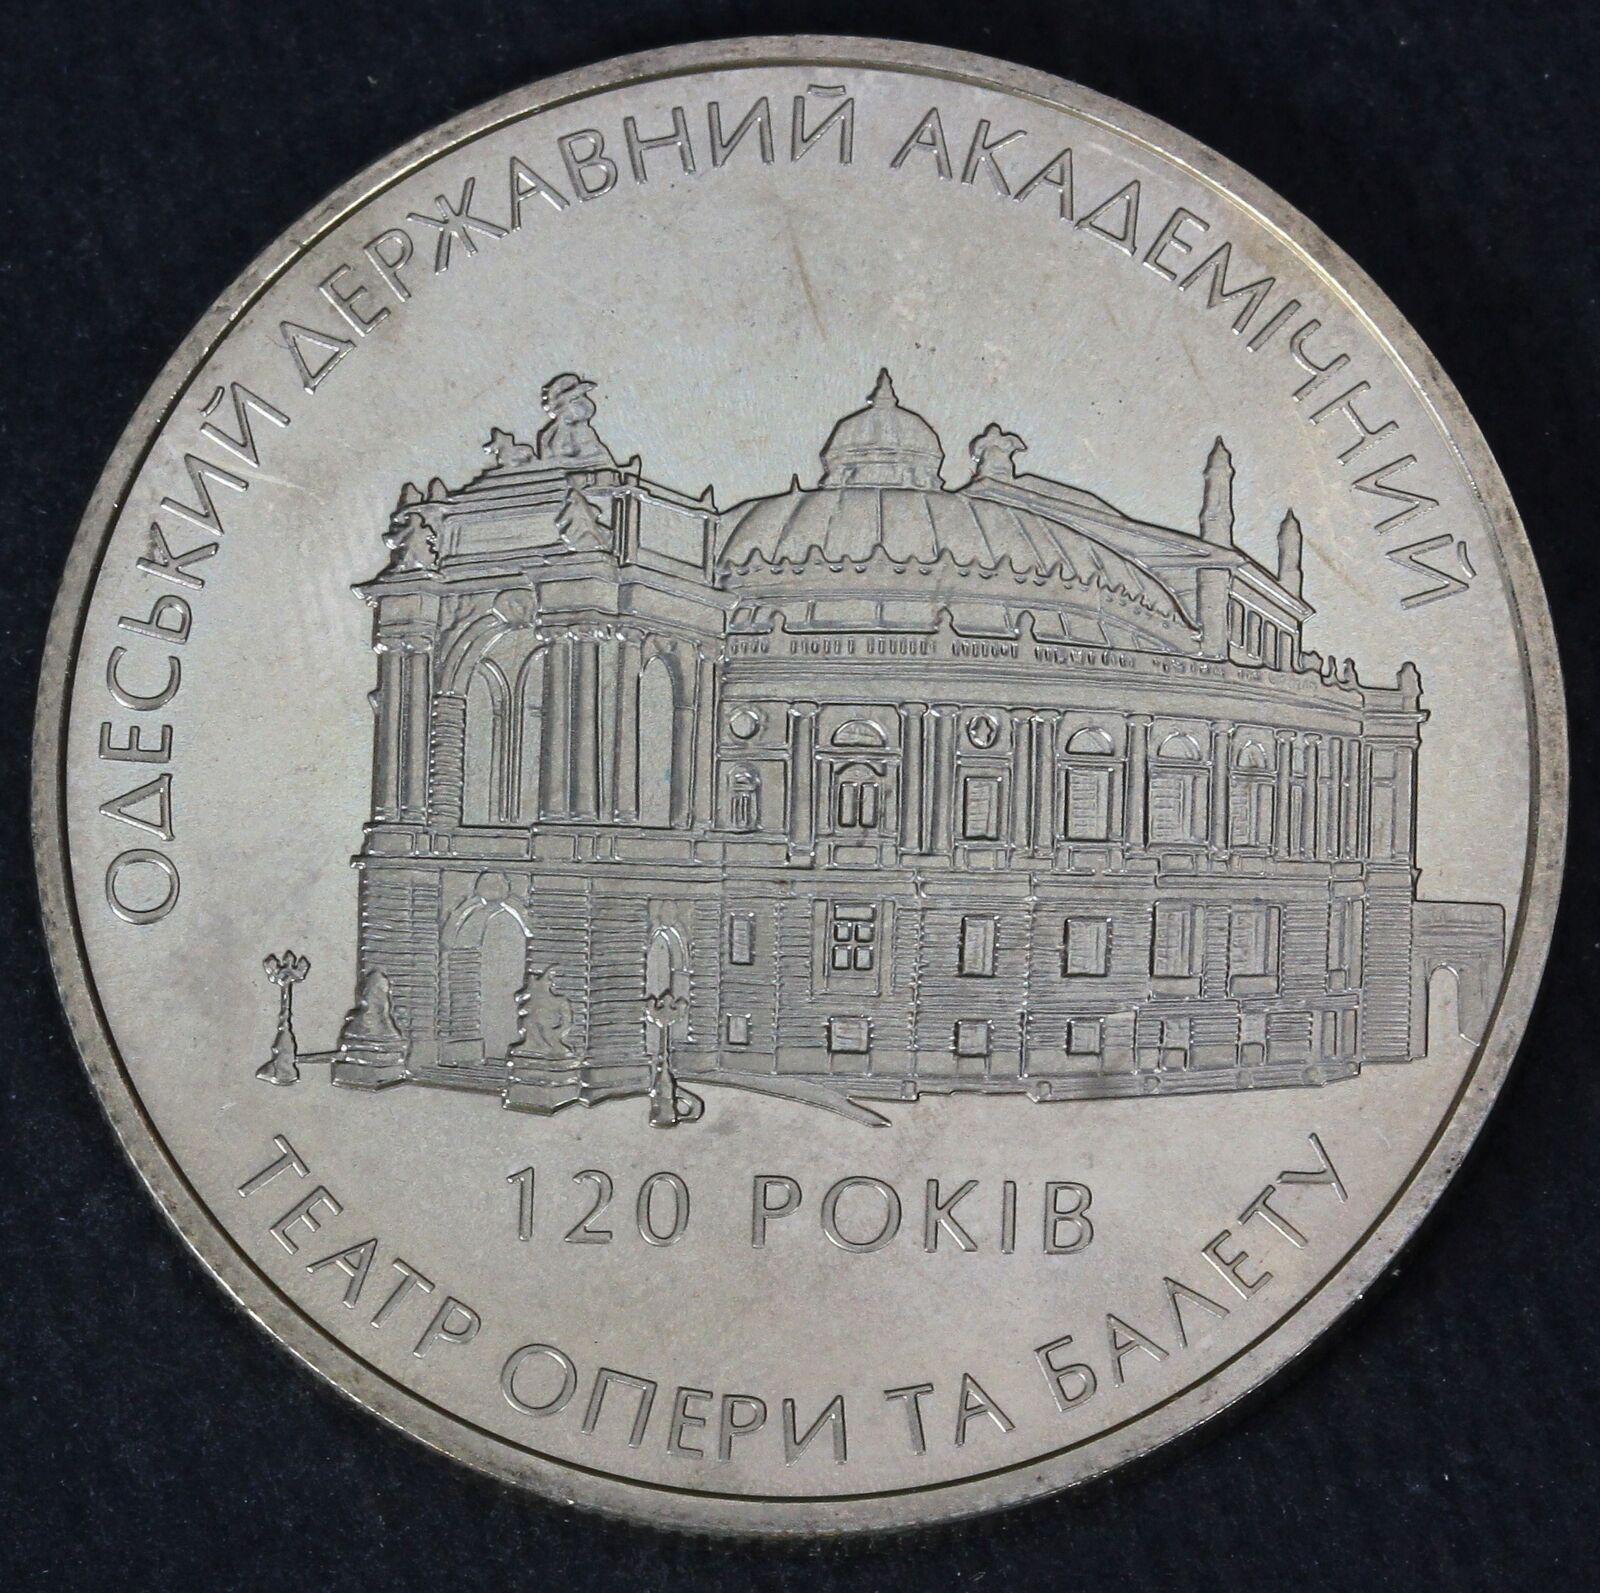 ОДЕСЬКИЙ ДЕРЖАВНИЙ АКАДЕМІЧНИЙ
120 РОКІВ
ТЕАТР ОПЕРИ ТА БАЛЕТУ